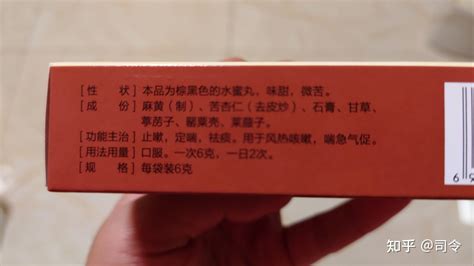 [性 状] 本品为棕黑色的水蜜丸,味甜,微苦。
[成 份] 麻黄(制)、苦杏仁(去皮炒)、石膏、甘草、
葶苈子、罂粟壳、莱菔子。
[功能主治] 止嗽,定喘,祛痰。用于风热咳嗽,喘急气促。
[用法用量] 口服。一次6克,一日2次。
[规 格] 每袋装6克
知乎 @司令